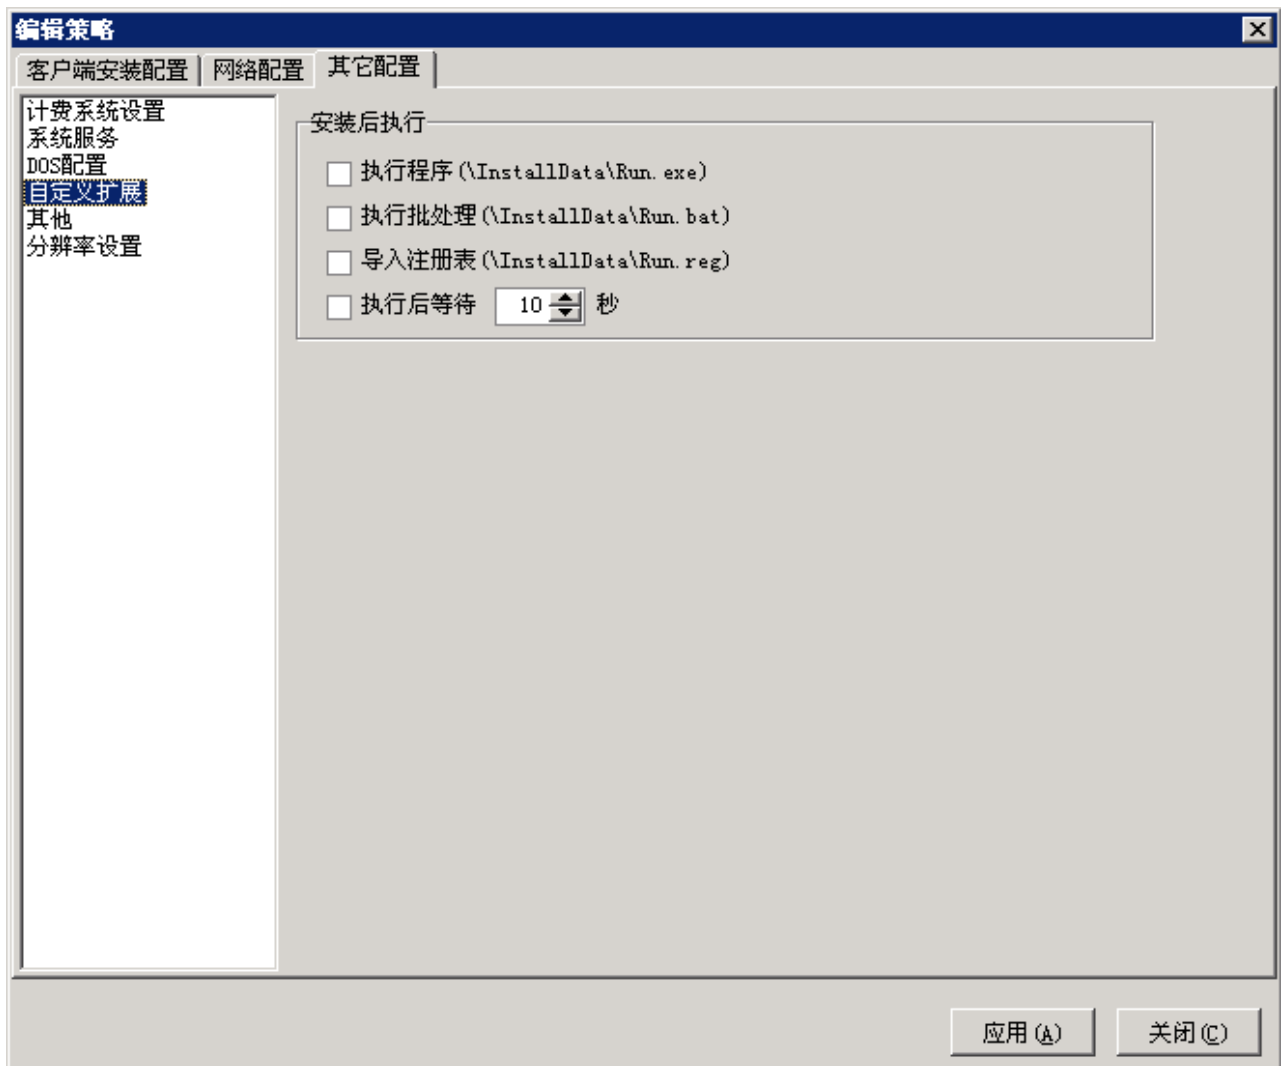 编辑策略
客户端安装配置 网络配置 其它配置
计费系统设置
系统服务
DOS配置
自定义扩展
其他
分辨率设置
安装后执行
执行程序(\InstallData\Run.exe)
执行批处理(\InstallData\Run.bat)
导入注册表(\InstallData\Run.reg)
执行后等待 10 秒
应用(A) 关闭(C)